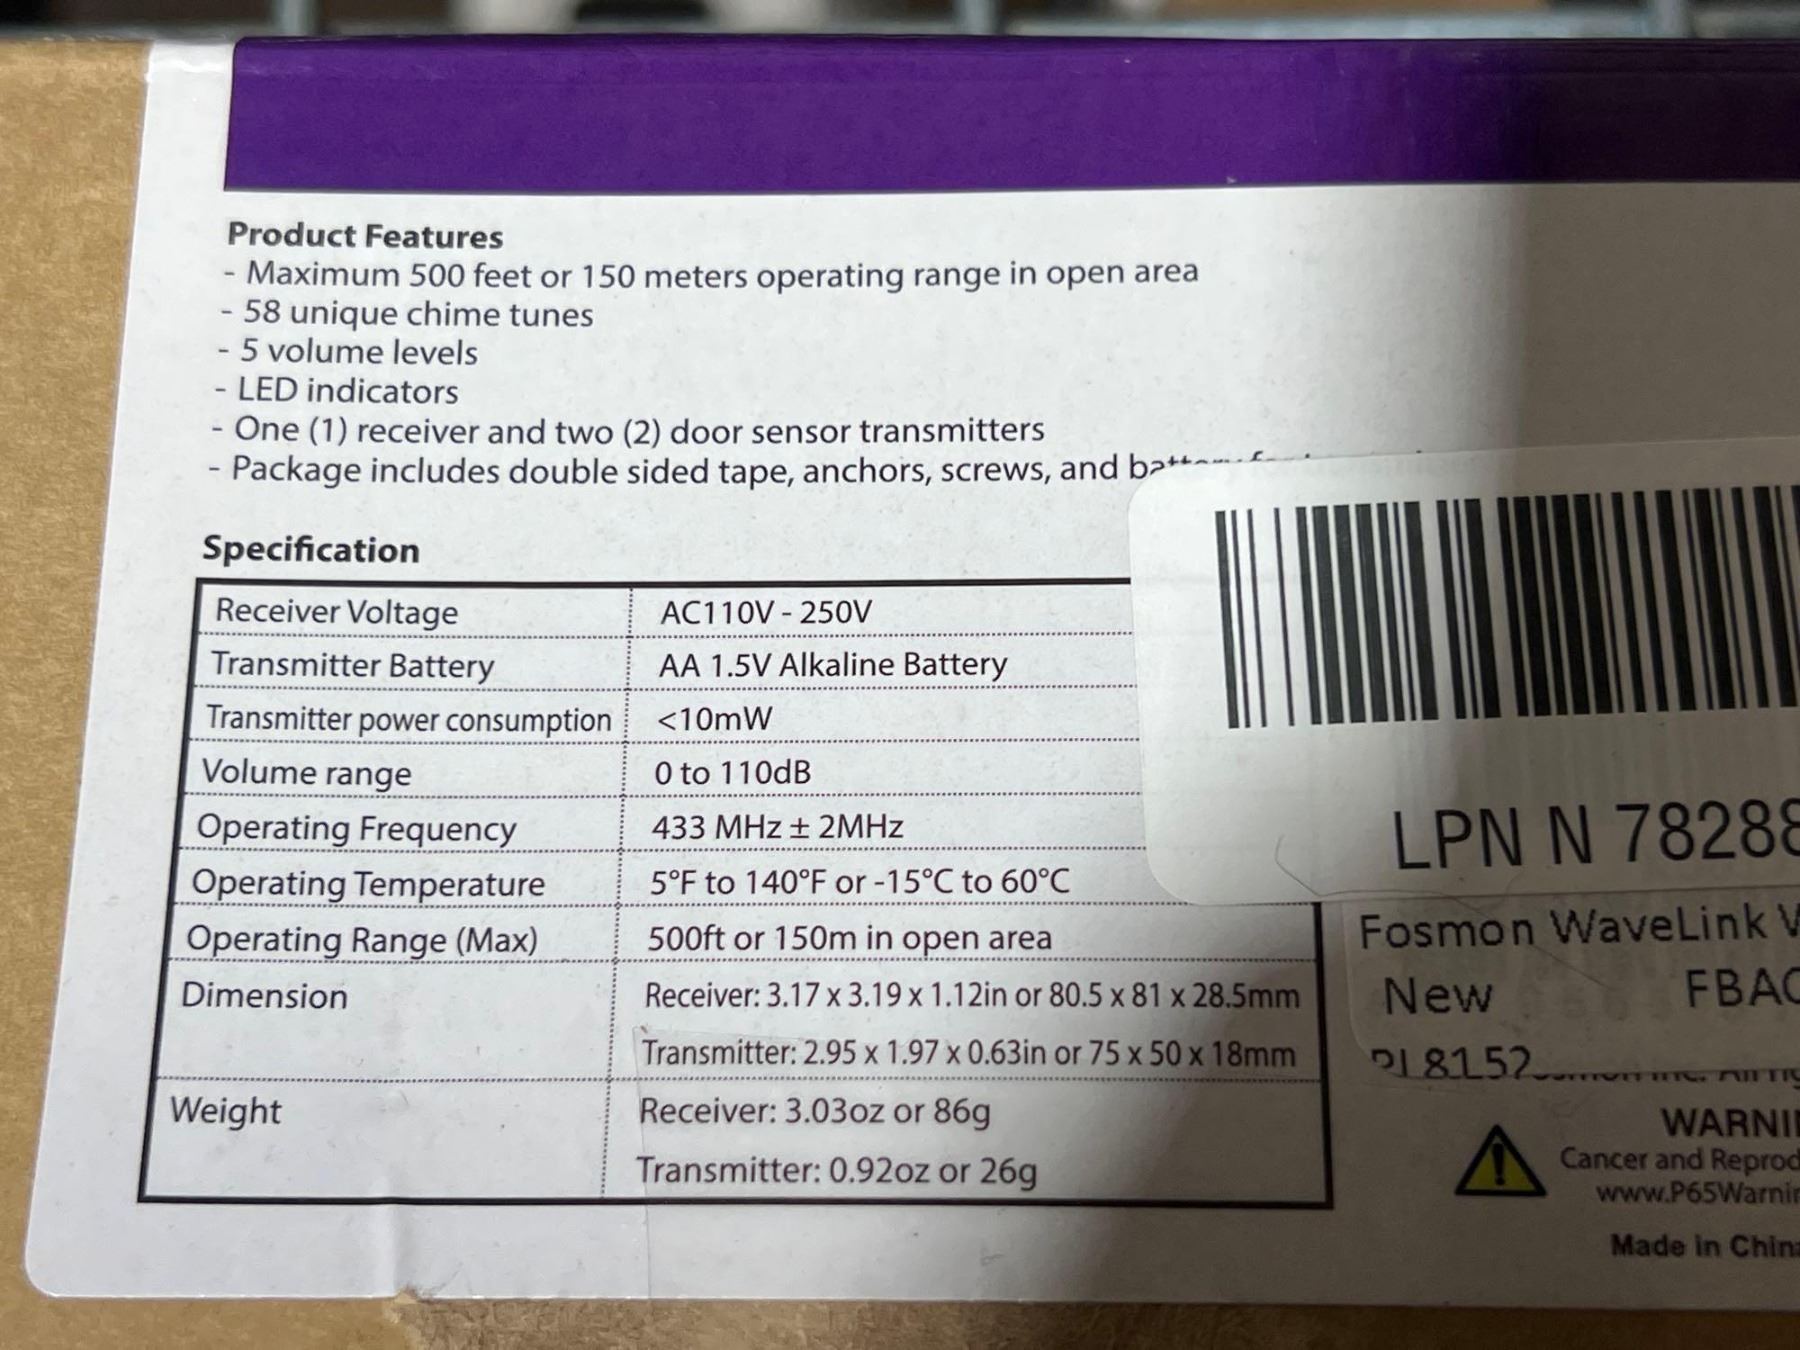 Product Features
- Maximum 500 feet or 150 meters operating range in open area
- 58 unique chime tunes
- 5 volume levels
- LED indicators
- One (1) receiver and two (2) door sensor transmitters
- Package includes double sided tape, anchors, screws, and
Specification
Receiver Voltage AC110V - 250V
Transmitter Battery AA 1.5V Alkaline Battery
Transmitter power consumption <10mW
Volume range 0 to 110dB
Operating Frequency 433 MHz ± 2MHz
Operating Temperature 5°F to 140°F or -15°C to 60°C
Operating Range (Max) 500ft or 150m in open area
Dimension Receiver: 3.17 x 3.19 x 1.12in or 80.5 x 81 x 28.5mm
Transmitter: 2.95 x 1.97 x 0.63in or 75 x 50 x 18mm
Weight Receiver: 3.03oz or 86g
Transmitter: 0.92oz or 26g
LPN N 78288
Fosmon WaveLink
New FBA
8152
WARNI
Cancer and Reprod
www.P65Warni
Made in China